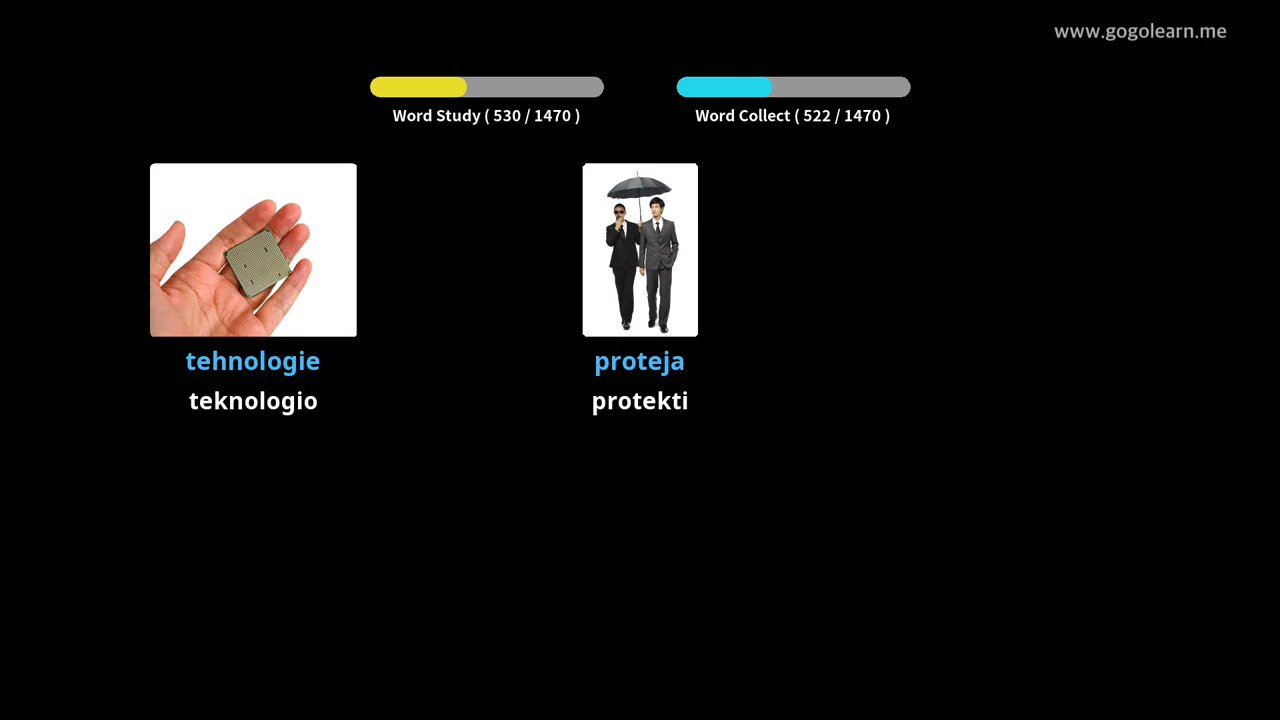 www.gogolearn.me
Word Study ( 530 / 1470 )
Word Collect ( 522 / 1470 )
tehnologie
teknologio
proteja
protekti